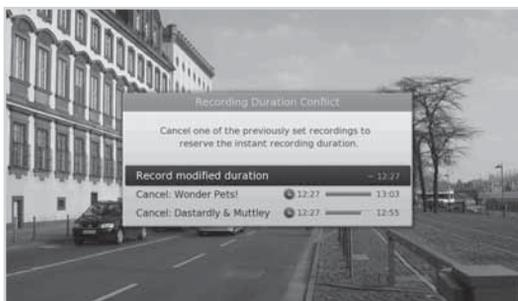 Recording Duration Conflict
Cancel one of the previously set recordings to
reserve the instant recording duration.
Record modified duration ~ 12:27
Cancel: Wonder Pets! 12:27 13:03
Cancel: Dastardly & Muttley 12:27 12:55